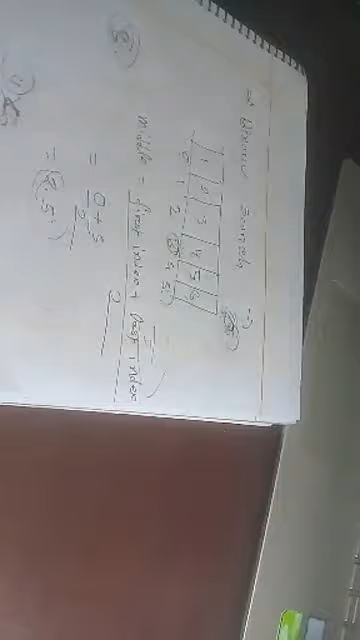 → Binary Search →
1 2 3 4 5 6
0 1 2 3 4 5
Middle = first index + Last index
2
= 0 + 5
2
= (2.5)